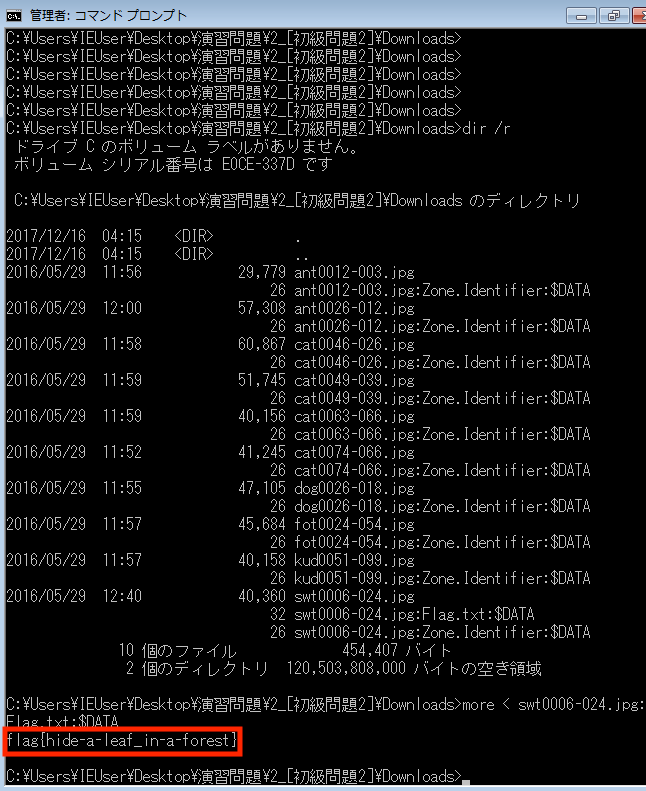 管理者: コマンド プロンプト
C:¥Users¥IEUser¥Desktop¥演習問題¥2_[初級問題2]¥Downloads>
C:¥Users¥IEUser¥Desktop¥演習問題¥2_[初級問題2]¥Downloads>
C:¥Users¥IEUser¥Desktop¥演習問題¥2_[初級問題2]¥Downloads>
C:¥Users¥IEUser¥Desktop¥演習問題¥2_[初級問題2]¥Downloads>
C:¥Users¥IEUser¥Desktop¥演習問題¥2_[初級問題2]¥Downloads>
C:¥Users¥IEUser¥Desktop¥演習問題¥2_[初級問題2]¥Downloads>dir /r
ドライブ C のボリューム ラベルがありません。
ボリューム シリアル番号は E0CE-337D です
C:¥Users¥IEUser¥Desktop¥演習問題¥2_[初級問題2]¥Downloads のディレクトリ
2017/12/16 04:15 <DIR> .
2017/12/16 04:15 <DIR> ..
2016/05/29 11:56 29,779 ant0012-003.jpg
26 ant0012-003.jpg:Zone.Identifier:$DATA
2016/05/29 12:00 57,308 ant0026-012.jpg
26 ant0026-012.jpg:Zone.Identifier:$DATA
2016/05/29 11:58 60,867 cat0046-026.jpg
26 cat0046-026.jpg:Zone.Identifier:$DATA
2016/05/29 11:59 51,745 cat0049-039.jpg
26 cat0049-039.jpg:Zone.Identifier:$DATA
2016/05/29 11:59 40,156 cat0063-066.jpg
26 cat0063-066.jpg:Zone.Identifier:$DATA
2016/05/29 11:52 41,245 cat0074-066.jpg
26 cat0074-066.jpg:Zone.Identifier:$DATA
2016/05/29 11:55 47,105 dog0026-018.jpg
26 dog0026-018.jpg:Zone.Identifier:$DATA
2016/05/29 11:57 45,684 fot0024-054.jpg
26 fot0024-054.jpg:Zone.Identifier:$DATA
2016/05/29 11:57 40,158 kud0051-099.jpg
26 kud0051-099.jpg:Zone.Identifier:$DATA
2016/05/29 12:40 40,360 swt0006-024.jpg
32 swt0006-024.jpg:Flag.txt:$DATA
26 swt0006-024.jpg:Zone.Identifier:$DATA
10 個のファイル 454,407 バイト
2 個のディレクトリ 120,503,808,000 バイトの空き領域
C:¥Users¥IEUser¥Desktop¥演習問題¥2_[初級問題2]¥Downloads>more < swt0006-024.jpg:
Flag.txt:$DATA
flag{hide-a-leaf_in-a-forest}
C:¥Users¥IEUser¥Desktop¥演習問題¥2_[初級問題2]¥Downloads>